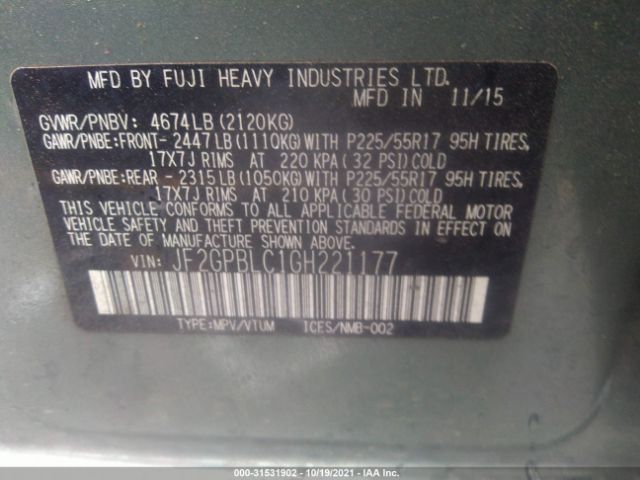 MFD BY FUJI HEAVY INDUSTRIES LTD.
MFD IN 11/15
GVWR/PNBV: 4674LB (2120KG)
GAWR/PNBE:FRONT- 2447LB (1110KG) WITH P225/55R17 95H TIRES,
17X7J RIMS AT 220 KPA( 32 PSI) COLD
GAWR/PNBE:REAR - 2315LB (1050KG) WITH P225/55R17 95H TIRES,
17X7J RIMS AT 210 KPA( 30 PSI) COLD
THIS VEHICLE CONFORMS TO ALL APPLICABLE FEDERAL MOTOR
VEHICLE SAFETY AND THEFT PREVENTION STANDARDS IN EFFECT ON
THE DATE OF MANUFACTURE SHOWN ABOVE.
VIN: JF2GPBLC1GH221177
TYPE:MPV/VTUM ICES/NMB-002
000-31531902 - 10/19/2021 - IAA Inc.